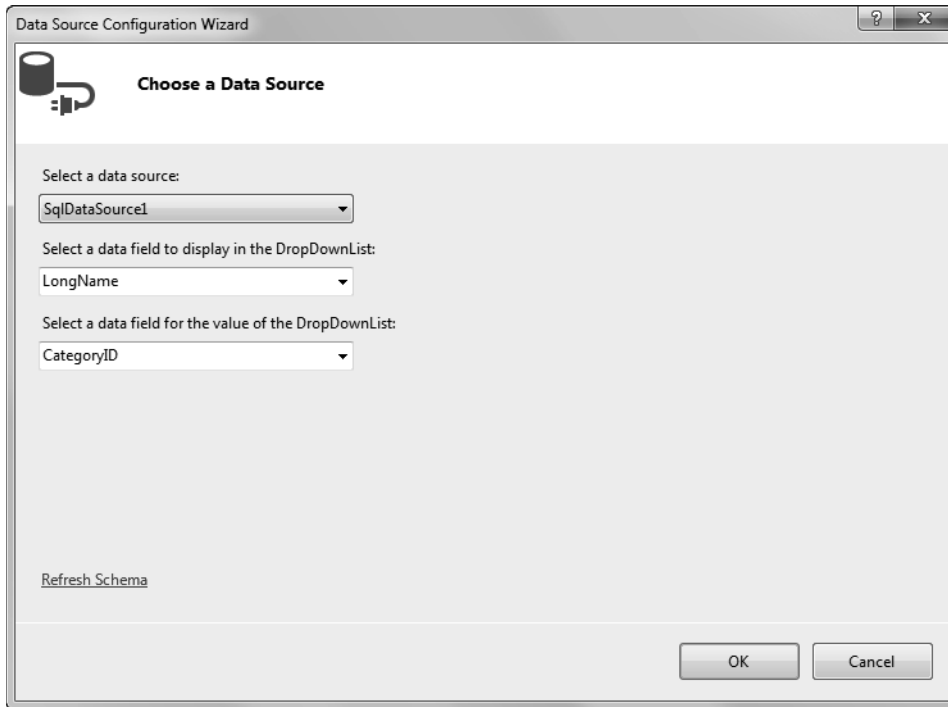 Data Source Configuration Wizard
?
X
Choose a Data Source
Select a data source:
SqlDataSource1
Select a data field to display in the DropDownList:
LongName
Select a data field for the value of the DropDownList:
CategoryID
Refresh Schema
OK
Cancel